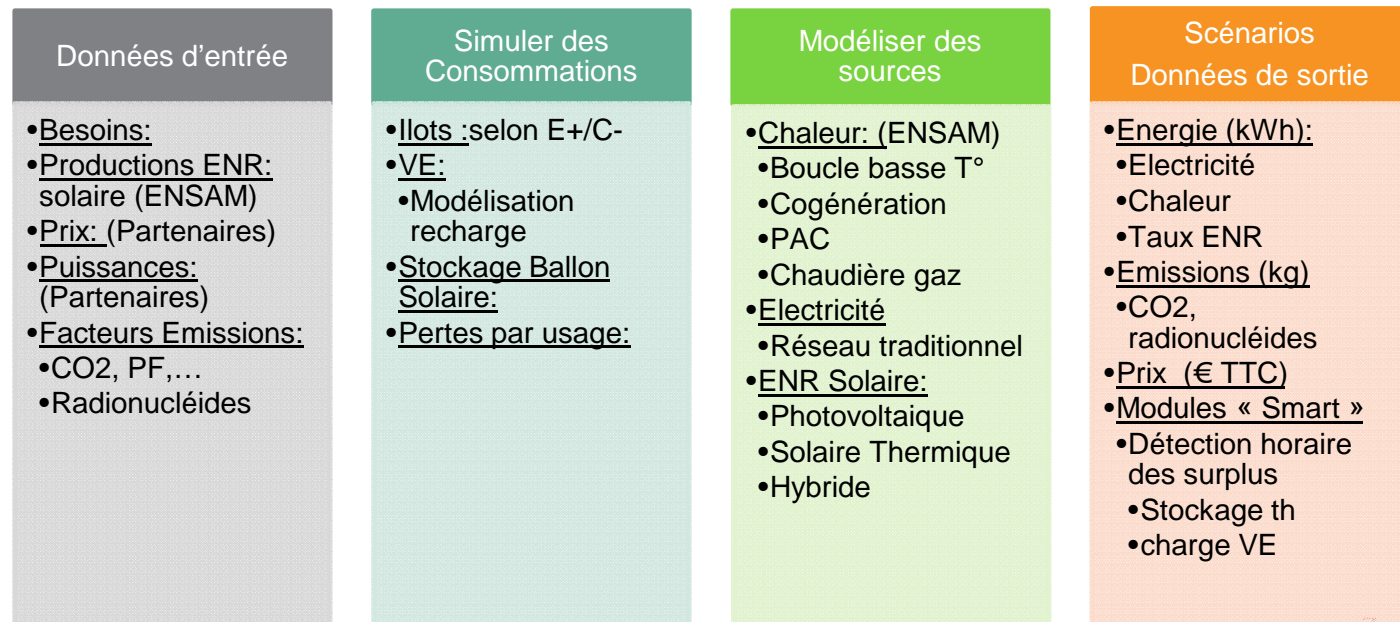 Données d'entrée
•Besoins:
•Productions ENR:
solaire (ENSAM)
•Prix: (Partenaires)
•Puissances:
(Partenaires)
•Facteurs Emissions:
•CO2, PF,…
•Radionucléides
Simuler des
Consommations
•Ilots :selon E+/C-
•VE:
•Modélisation
recharge
•Stockage Ballon
Solaire:
•Pertes par usage:
Modéliser des
sources
•Chaleur: (ENSAM)
•Boucle basse T°
•Cogénération
•PAC
•Chaudière gaz
•Electricité
•Réseau traditionnel
•ENR Solaire:
•Photovoltaique
•Solaire Thermique
•Hybride
Scénarios
Données de sortie
•Energie (kWh):
•Electricité
•Chaleur
•Taux ENR
•Emissions (kg)
•CO2,
radionucléides
•Prix (€ TTC)
•Modules « Smart »
•Détection horaire
des surplus
•Stockage th
•charge VE